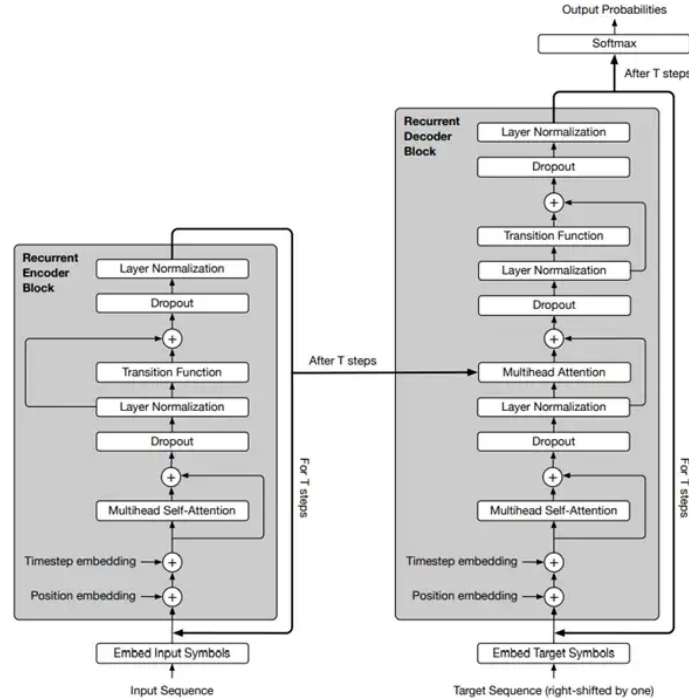 Output Probabilities
Softmax
After T steps
Recurrent
Decoder
Block
Layer Normalization
Dropout
+
Transition Function
Layer Normalization
Dropout
+
Multihead Attention
Layer Normalization
Dropout
+
Multihead Self-Attention
Timestep embedding
+
Position embedding
+
For T steps
Embed Target Symbols
Target Sequence (right-shifted by one)
After T steps
Recurrent
Encoder
Block
Layer Normalization
Dropout
+
Transition Function
Layer Normalization
Dropout
+
Multihead Self-Attention
Timestep embedding
+
Position embedding
+
For T steps
Embed Input Symbols
Input Sequence